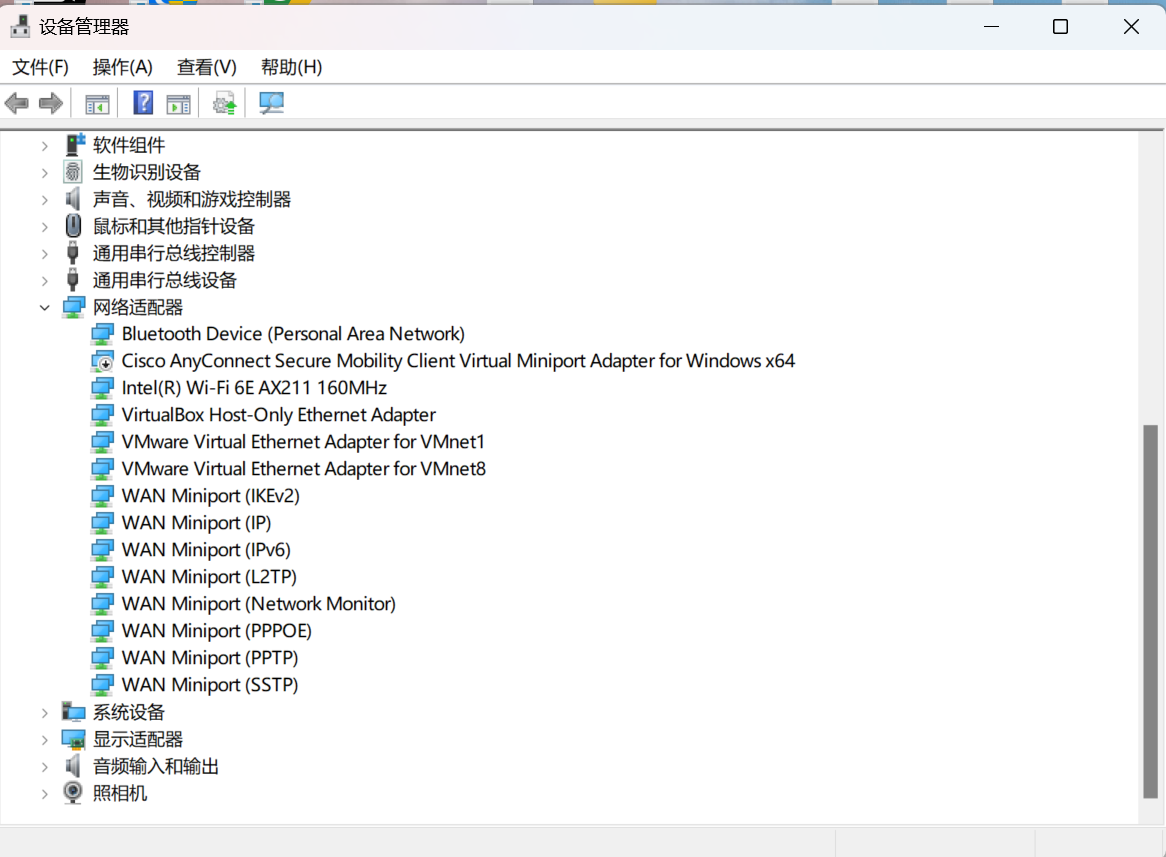 设备管理器
文件(F) 操作(A) 查看(V) 帮助(H)
软件组件
生物识别设备
声音、视频和游戏控制器
鼠标和其他指针设备
通用串行总线控制器
通用串行总线设备
网络适配器
Bluetooth Device (Personal Area Network)
Cisco AnyConnect Secure Mobility Client Virtual Miniport Adapter for Windows x64
Intel(R) Wi-Fi 6E AX211 160MHz
VirtualBox Host-Only Ethernet Adapter
VMware Virtual Ethernet Adapter for VMnet1
VMware Virtual Ethernet Adapter for VMnet8
WAN Miniport (IKEv2)
WAN Miniport (IP)
WAN Miniport (IPv6)
WAN Miniport (L2TP)
WAN Miniport (Network Monitor)
WAN Miniport (PPPOE)
WAN Miniport (PPTP)
WAN Miniport (SSTP)
系统设备
显示适配器
音频输入和输出
照相机